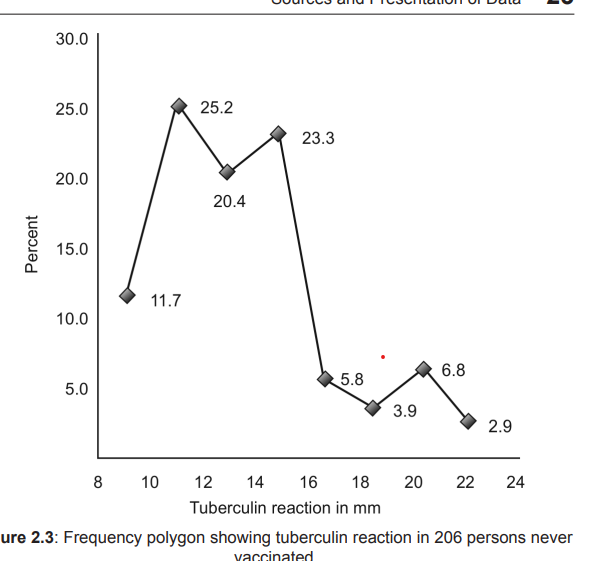 Sources and Presentation of Data
30.0
25.0
20.0
15.0
10.0
5.0
Percent
25.2
23.3
20.4
11.7
5.8
3.9
6.8
2.9
8 10 12 14 16 18 20 22 24
Tuberculin reaction in mm
ure 2.3: Frequency polygon showing tuberculin reaction in 206 persons never
vaccinated